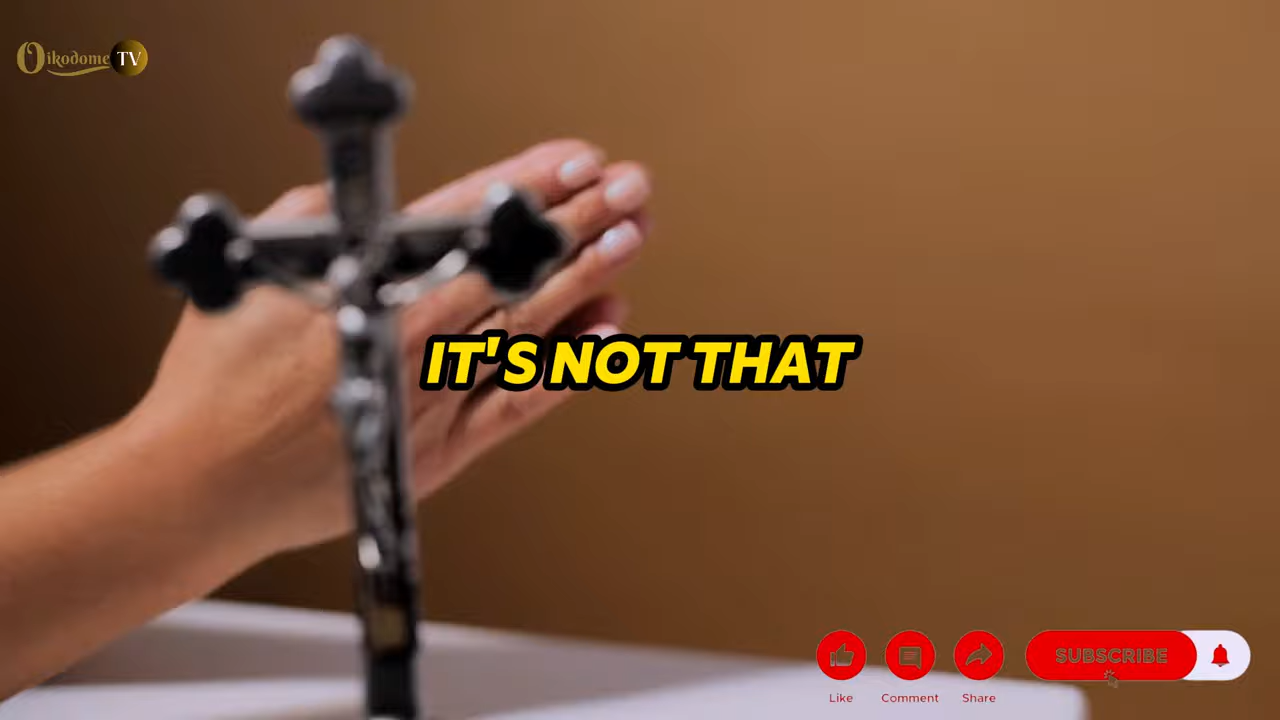 Oikodome TV
IT'S NOT THAT
SUBSCRIBE
Like
Comment
Share